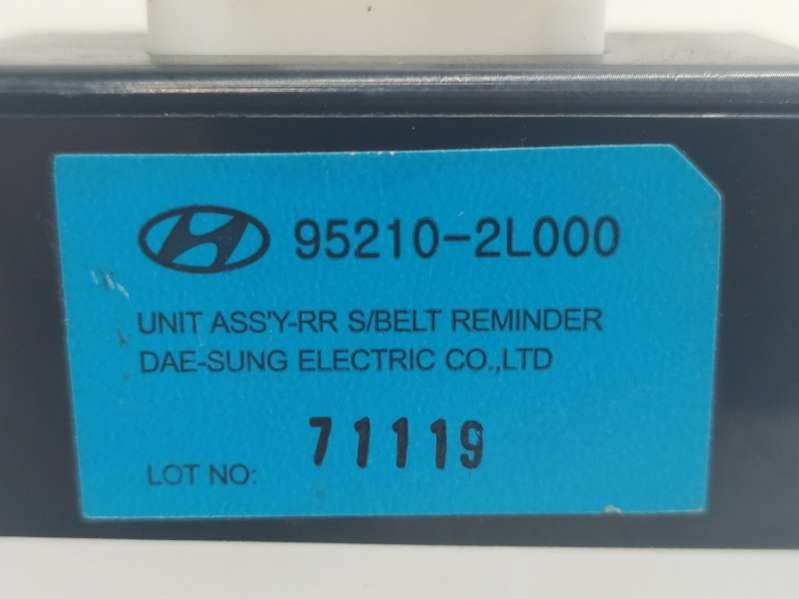 95210-2L000
UNIT ASS'Y-RR S/BELT REMINDER
DAE-SUNG ELECTRIC CO.,LTD
LOT NO: 71119